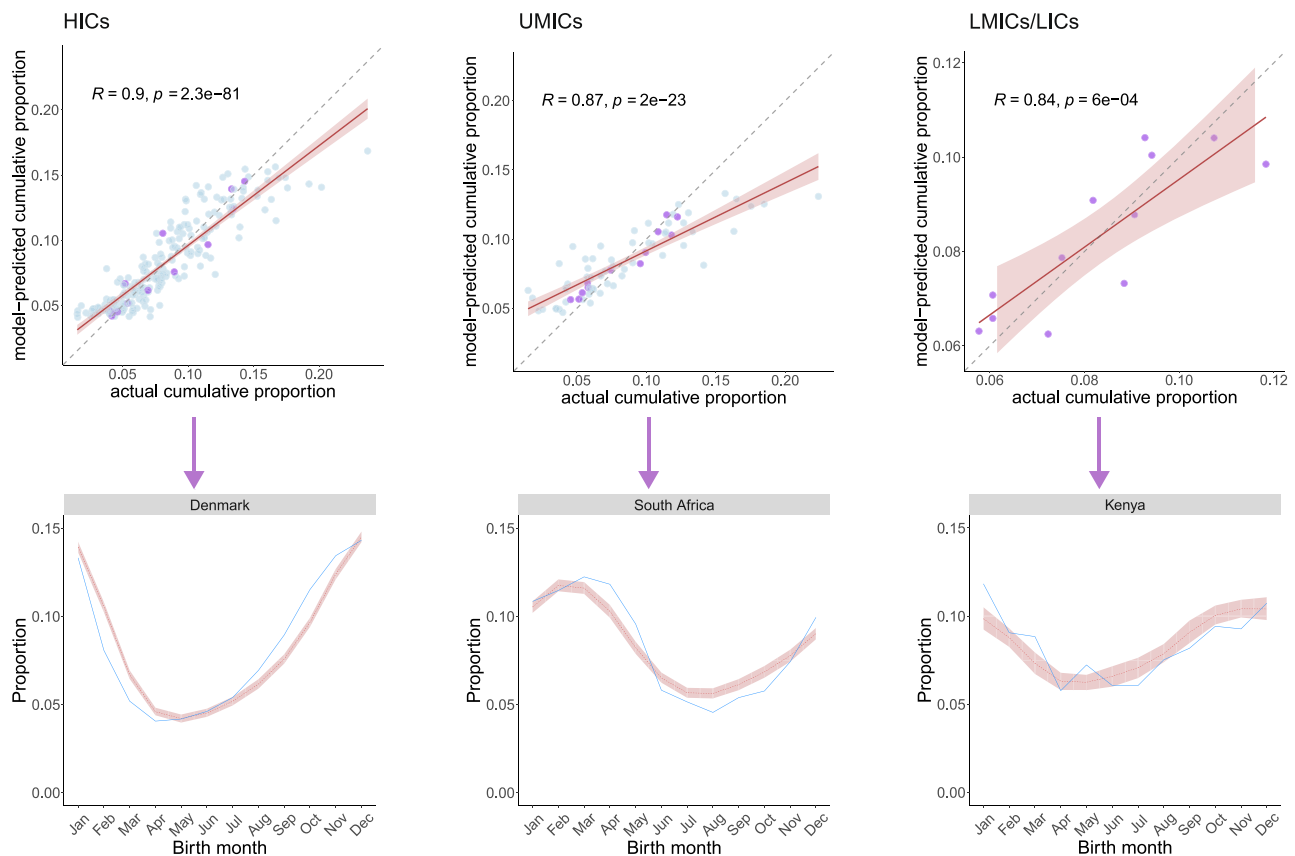 HICs
UMICs
LMICs/LICs
model−predicted cumulative proportion
R = 0.9, p = 2.3e−81
0.20
0.15
0.10
0.05
0.05
0.10
0.15
0.20
actual cumulative proportion
model−predicted cumulative proportion
R = 0.87, p = 2e−23
0.20
0.15
0.10
0.05
0.05
0.10
0.15
0.20
actual cumulative proportion
model−predicted cumulative proportion
R = 0.84, p = 6e−04
0.12
0.10
0.08
0.06
0.06
0.08
0.10
0.12
actual cumulative proportion
Denmark
Proportion
0.15
0.10
0.05
0.00
Jan
Feb
Mar
Apr
May
Jun
Jul
Aug
Sep
Oct
Nov
Dec
Birth month
South Africa
Proportion
0.15
0.10
0.05
0.00
Jan
Feb
Mar
Apr
May
Jun
Jul
Aug
Sep
Oct
Nov
Dec
Birth month
Kenya
Proportion
0.15
0.10
0.05
0.00
Jan
Feb
Mar
Apr
May
Jun
Jul
Aug
Sep
Oct
Nov
Dec
Birth month